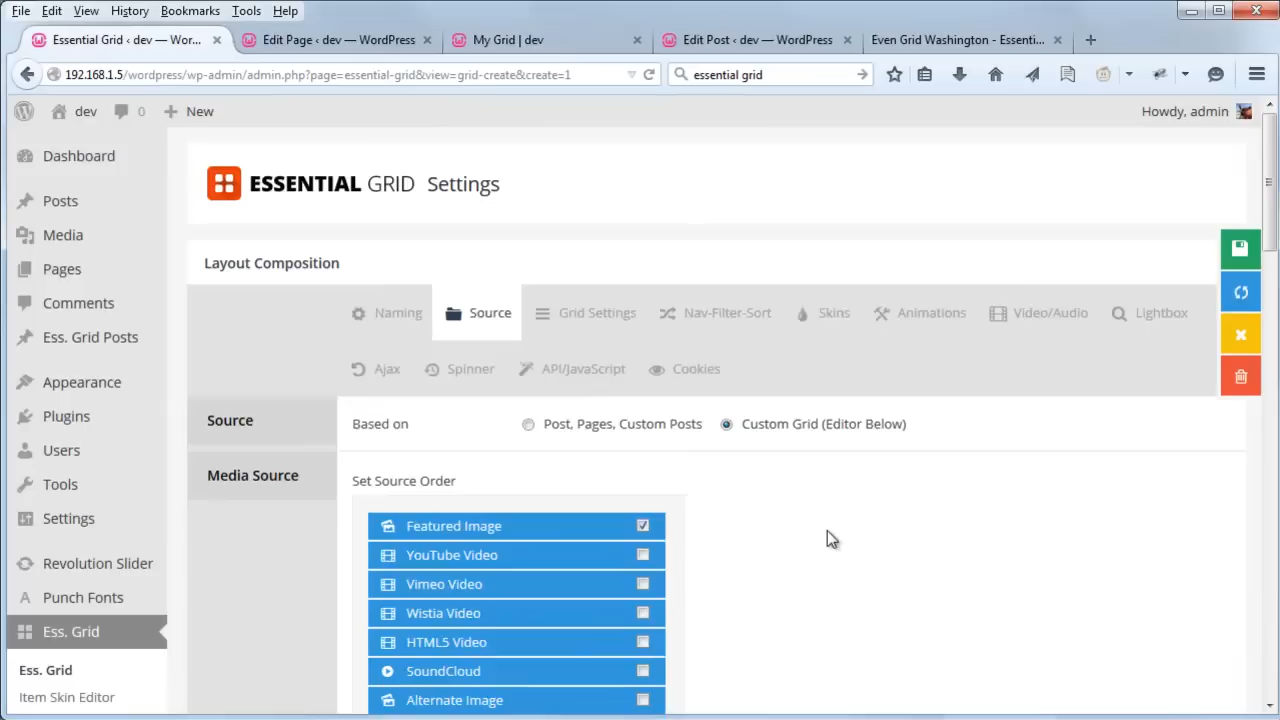 File Edit View History Bookmarks Tools Help
Essential Grid ‹ dev — Wor... Edit Page ‹ dev — WordPress My Grid | dev Edit Post ‹ dev — WordPress Even Grid Washington - Essenti...
192.168.1.5/wordpress/wp-admin/admin.php?page=essential-grid&view=grid-create&create=1 essential grid
dev 0 New Howdy, admin
Dashboard
Posts
Media
Pages
Comments
Ess. Grid Posts
Appearance
Plugins
Users
Tools
Settings
Revolution Slider
Punch Fonts
Ess. Grid
Ess. Grid
Item Skin Editor
ESSENTIAL GRID Settings
Layout Composition
Naming Source Grid Settings Nav-Filter-Sort Skins Animations Video/Audio Lightbox
Ajax Spinner API/JavaScript Cookies
Source Based on Post, Pages, Custom Posts Custom Grid (Editor Below)
Media Source Set Source Order
Featured Image
YouTube Video
Vimeo Video
Wistia Video
HTML5 Video
SoundCloud
Alternate Image